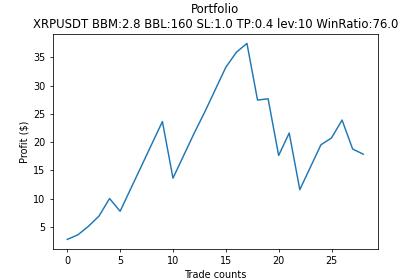 Portfolio
XRPUSDT BBM:2.8 BBL:160 SL:1.0 TP:0.4 lev:10 WinRatio:76.0
Profit ($)
35
30
25
20
15
10
5
0 5 10 15 20 25
Trade counts